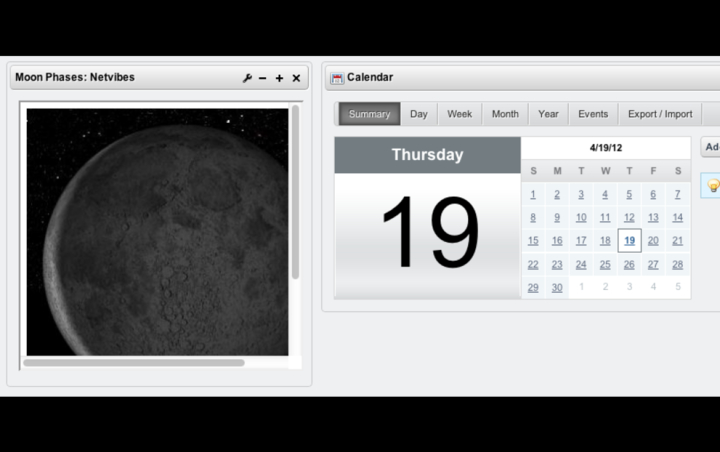 Moon Phases: Netvibes
Calendar
Summary Day Week Month Year Events Export / Import
Thursday
19
4/19/12
S M T W T F S
1 2 3 4 5 6 7
8 9 10 11 12 13 14
15 16 17 18 19 20 21
22 23 24 25 26 27 28
29 30 1 2 3 4 5